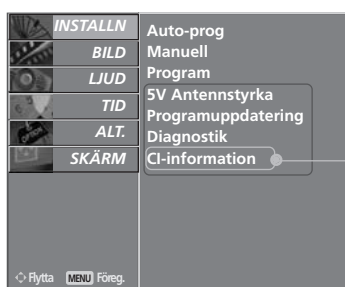 INSTALLN
BILD
LJUD
TID
ALT.
SKÄRM
Auto-prog
Manuell
Program
5V Antennstyrka
Programuppdatering
Diagnostik
CI-information
Flytta MENU Föreg.